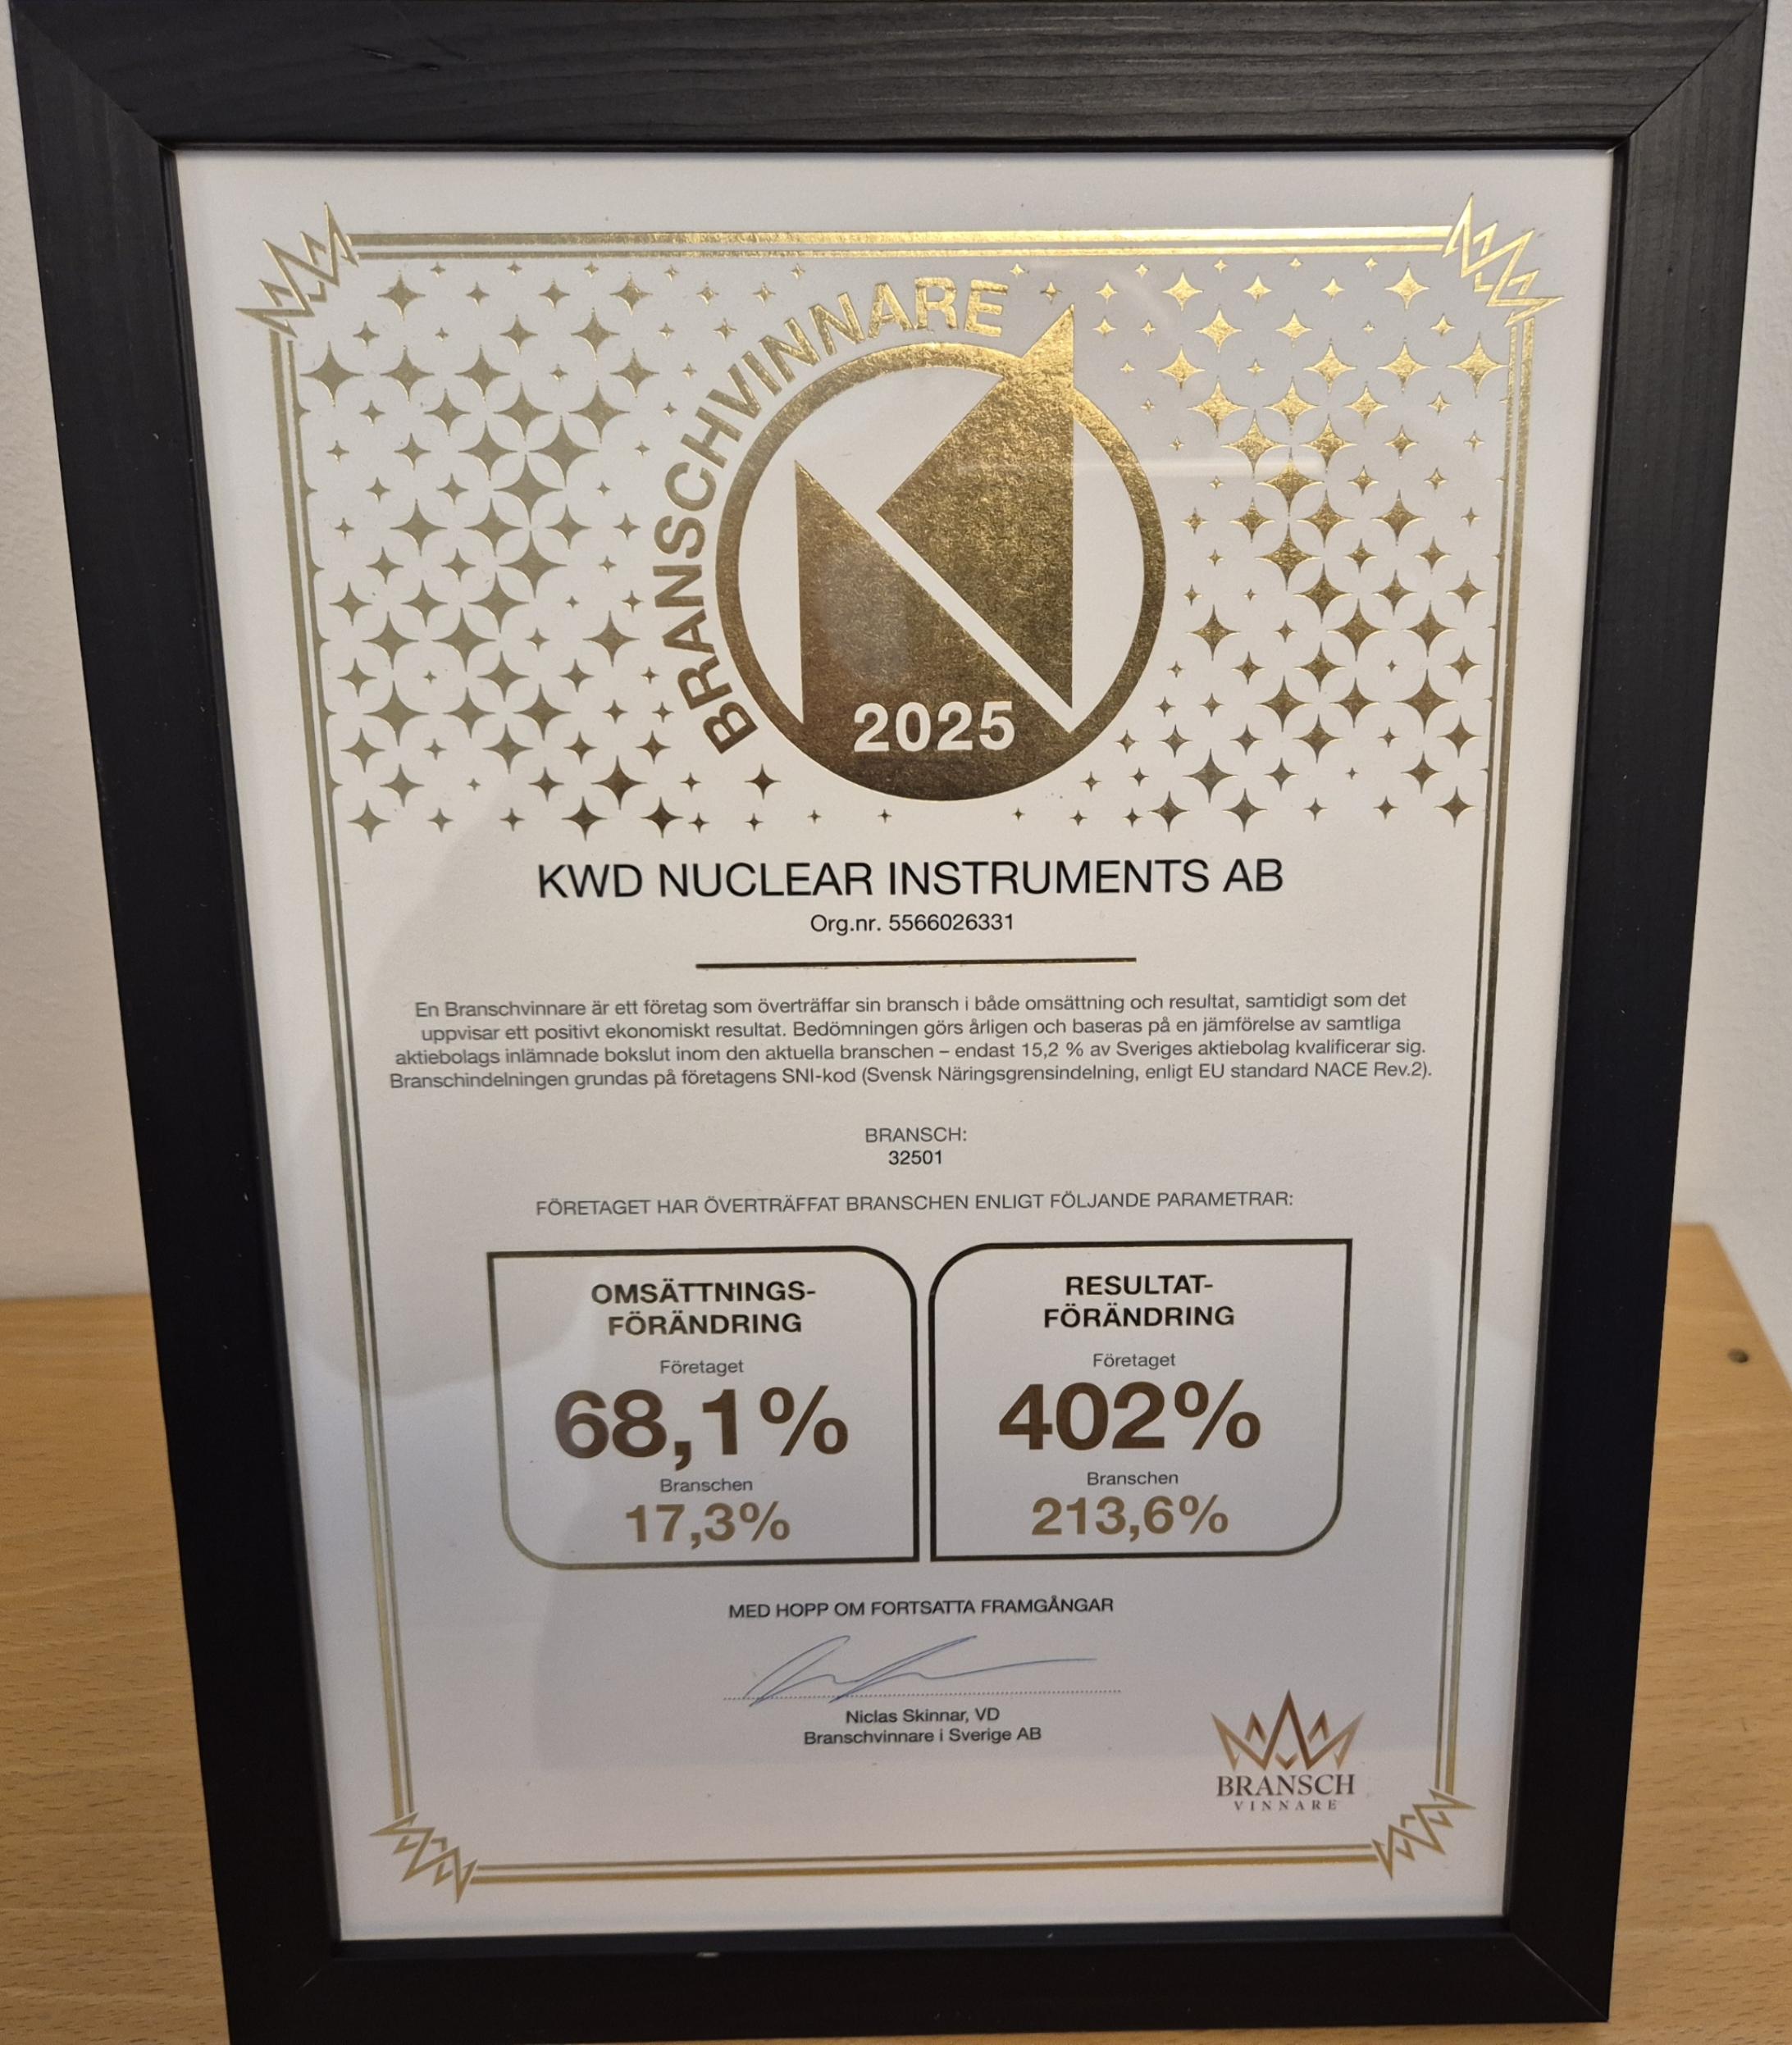 BRANSCHVINNARE
2025
KWD NUCLEAR INSTRUMENTS AB
Org.nr. 5566026331
En Branschvinnare är ett företag som överträffar sin bransch i både omsättning och resultat, samtidigt som det
uppvisar ett positivt ekonomiskt resultat. Bedömningen görs årligen och baseras på en jämförelse av samtliga
aktiebolags inlämnade bokslut inom den aktuella branschen – endast 15,2 % av Sveriges aktiebolag kvalificerar sig.
Branschindelningen grundas på företagens SNI-kod (Svensk Näringsgrensindelning, enligt EU standard NACE Rev.2).
BRANSCH:
32501
FÖRETAGET HAR ÖVERTRÄFFAT BRANSCHEN ENLIGT FÖLJANDE PARAMETRAR:
OMSÄTTNINGS-
FÖRÄNDRING
Företaget
68,1%
Branschen
17,3%
RESULTAT-
FÖRÄNDRING
Företaget
402%
Branschen
213,6%
MED HOPP OM FORTSATTA FRAMGÅNGAR
Niclas Skinnar, VD
Branschvinnare i Sverige AB
BRANSCH
VINNARE